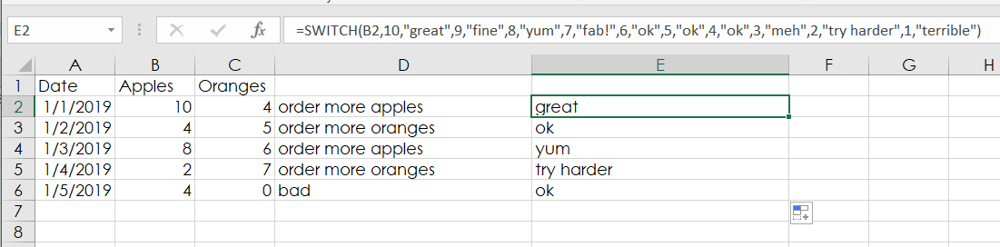 E2 fx =SWITCH(B2,10,"great",9,"fine",8,"yum",7,"fab!",6,"ok",5,"ok",4,"ok",3,"meh",2,"try harder",1,"terrible")
A B C D E F G H
1 Date Apples Oranges
2 1/1/2019 10 4 order more apples great
3 1/2/2019 4 5 order more oranges ok
4 1/3/2019 8 6 order more apples yum
5 1/4/2019 2 7 order more oranges try harder
6 1/5/2019 4 0 bad ok
7
8